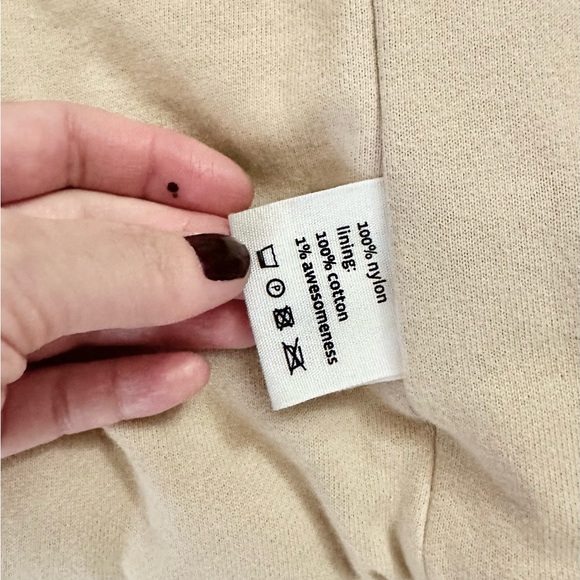 100% nylon
lining:
100% cotton
1% awesomeness
P